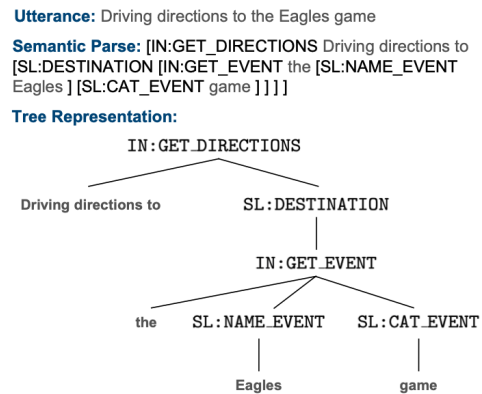 Utterance: Driving directions to the Eagles game
Semantic Parse: [IN:GET_DIRECTIONS Driving directions to
[SL:DESTINATION [IN:GET_EVENT the [SL:NAME_EVENT
Eagles ] [SL:CAT_EVENT game ] ] ] ]
Tree Representation:
IN:GET_DIRECTIONS
Driving directions to SL:DESTINATION
IN:GET_EVENT
the SL:NAME_EVENT SL:CAT_EVENT
Eagles game